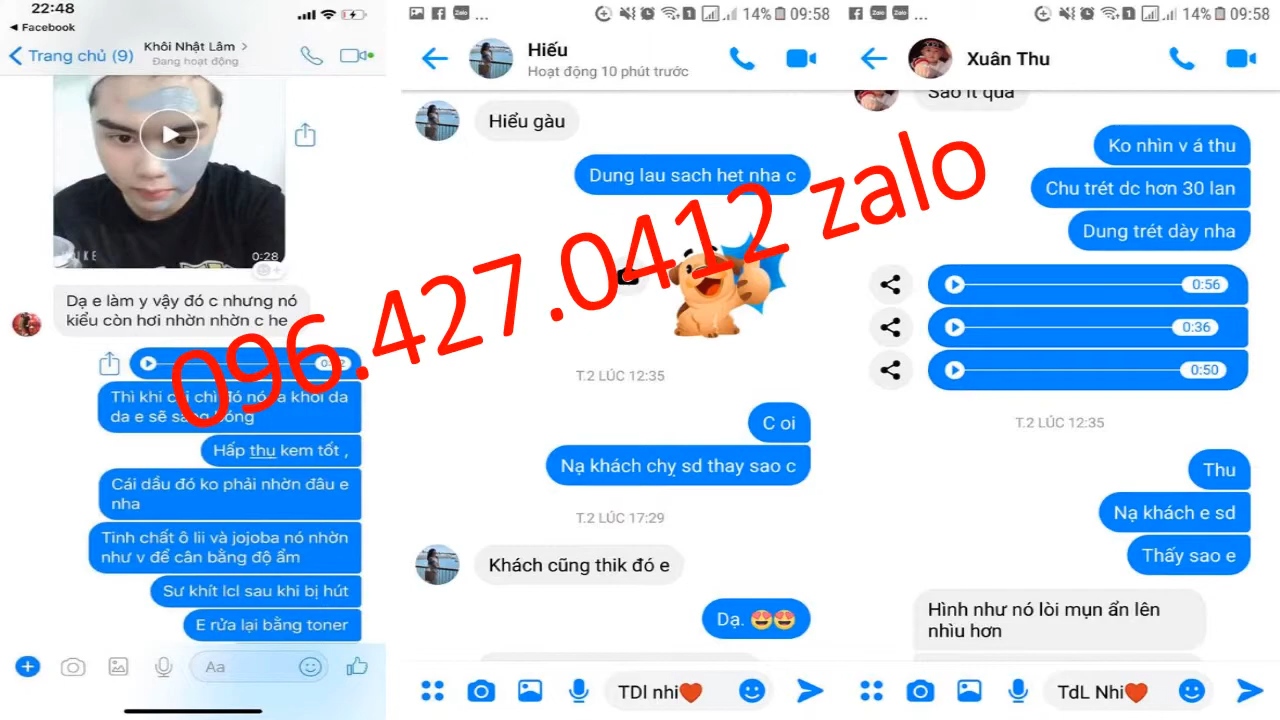 22:48
Facebook
Trang chủ (9)
Khôi Nhật Lâm
Đang hoạt động
0:28
Dạ e làm y vậy đó c nhưng nó
kiểu còn hơi nhờn nhờn c he
Hấp thụ kem tốt ,
Cái dầu đó ko phải nhờn đâu e
nha
Tinh chất ô lii và jojoba nó nhờn
như v để cân bằng độ ẩm
Sư khít lcl sau khi bị hút
E rửa lại bằng toner
Aa
Zalo
...
14%
09:58
Hiếu
Hoạt động 10 phút trước
Hiểu gàu
Dung lau sach het nha c
T.2 LÚC 12:35
C oi
Nạ khách chỵ sd thay sao c
T.2 LÚC 17:29
Khách cũng thik đó e
Dạ. 😍😍
TDl nhi♥
Zalo
...
14%
09:58
Xuân Thu
Sao ít quá
Ko nhìn v á thu
Chu trét dc hơn 30 lan
Dung trét dày nha
0:56
0:36
0:50
T.2 LÚC 12:35
Thu
Nạ khách e sd
Thấy sao e
Hình như nó lòi mụn ẩn lên
nhìu hơn
TdL Nhi♥
096.427.0412 zalo